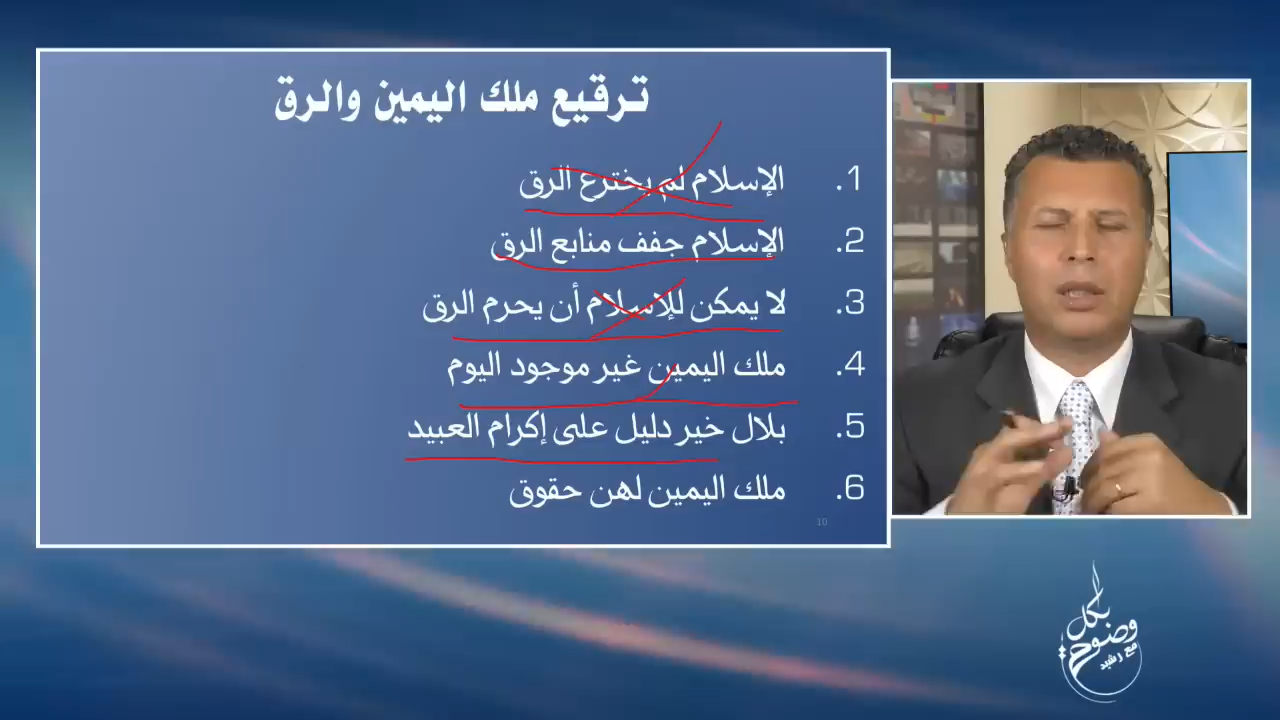 ترقيع ملك اليمين والرق
1. الإسلام لم يخترع الرق
2. الإسلام جفف منابع الرق
3. لا يمكن للإسلام أن يحرم الرق
4. ملك اليمين غير موجود اليوم
5. بلال خير دليل على إكرام العبيد
6. ملك اليمين لهن حقوق
10
بكل
وضوح
مع رشيد